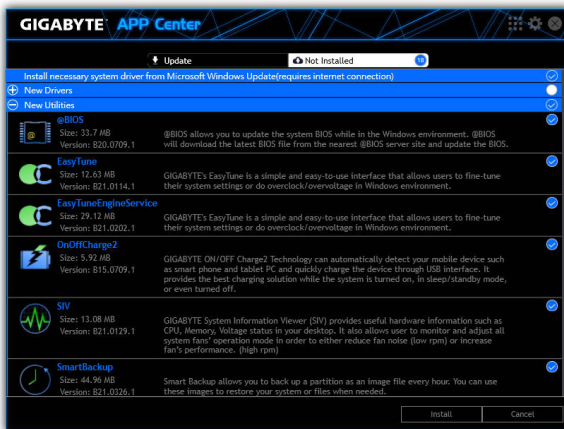 GIGABYTE APP Center
Update
Not Installed
18
Install necessary system driver from Microsoft Windows Update(requires internet connection)
New Drivers
New Utilities
@BIOS
Size: 33.7 MB
Version: B20.0709.1
@BIOS allows you to update the system BIOS while in the Windows environment. @BIOS
will download the latest BIOS file from the nearest @BIOS server site and update the BIOS.
EasyTune
Size: 12.63 MB
Version: B21.0114.1
GIGABYTE's EasyTune is a simple and easy-to-use interface that allows users to fine-tune
their system settings or do overclock/overvoltage in Windows environment.
EasyTuneEngineService
Size: 29.12 MB
Version: B21.0202.1
GIGABYTE's EasyTune is a simple and easy-to-use interface that allows users to fine-tune
their system settings or do overclock/overvoltage in Windows environment.
OnOffCharge2
Size: 5.92 MB
Version: B15.0709.1
GIGABYTE ON/OFF Charge2 Technology can automatically detect your mobile device such
as smart phone and tablet PC and quickly charge the device through USB interface. It
provides the best charging solution while the system is turned on, in sleep/standby mode,
or even turned off.
SIV
Size: 13.08 MB
Version: B21.0129.1
GIGABYTE System Information Viewer (SIV) provides useful hardware information such as
CPU, Memory, Voltage status in your desktop. It also allows user to monitor and adjust all
system fans' operation mode in order to either reduce fan noise (low rpm) or increase
fan's performance. (high rpm)
SmartBackup
Size: 44.96 MB
Version: B21.0326.1
Smart Backup allows you to back up a partition as an image file every hour. You can use
these images to restore your system or files when needed.
Install
Cancel